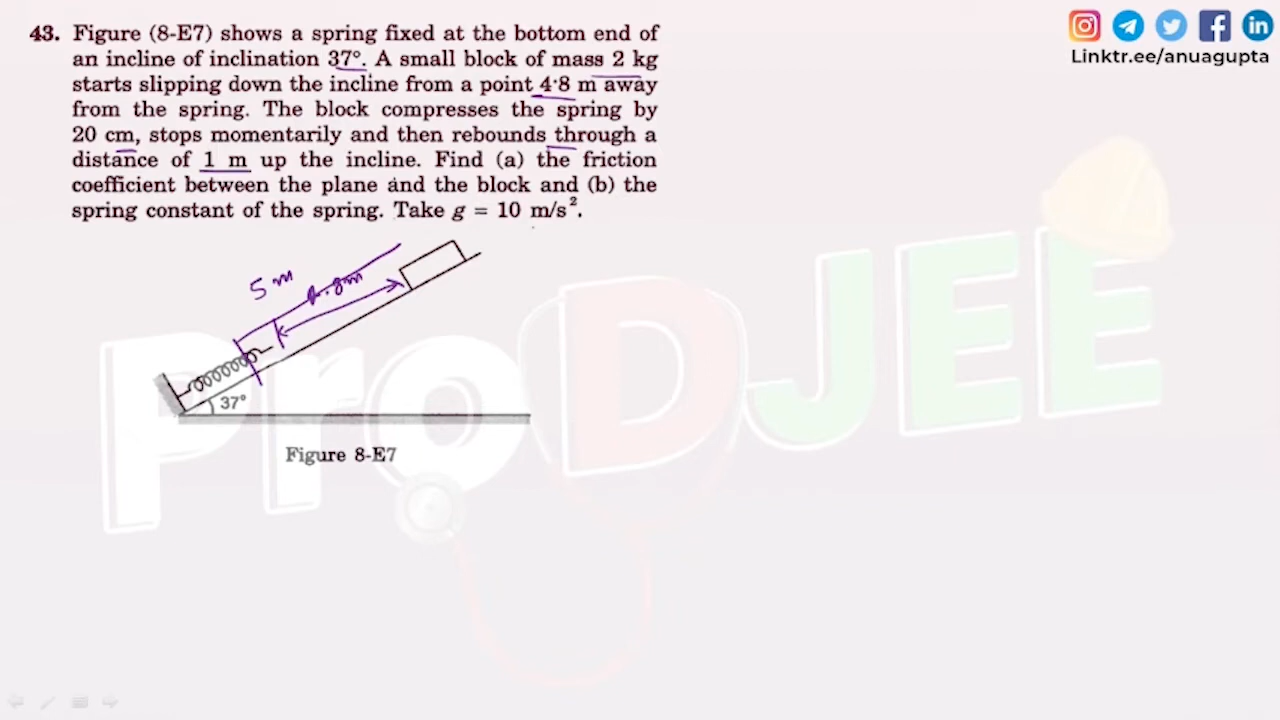 43. Figure (8-E7) shows a spring fixed at the bottom end of
an incline of inclination 37°. A small block of mass 2 kg
starts slipping down the incline from a point 4·8 m away
from the spring. The block compresses the spring by
20 cm, stops momentarily and then rebounds through a
distance of 1 m up the incline. Find (a) the friction
coefficient between the plane and the block and (b) the
spring constant of the spring. Take g = 10 m/s².
Linktr.ee/anuagupta
5 m
4.8m
37°
Figure 8-E7
ProDJEE